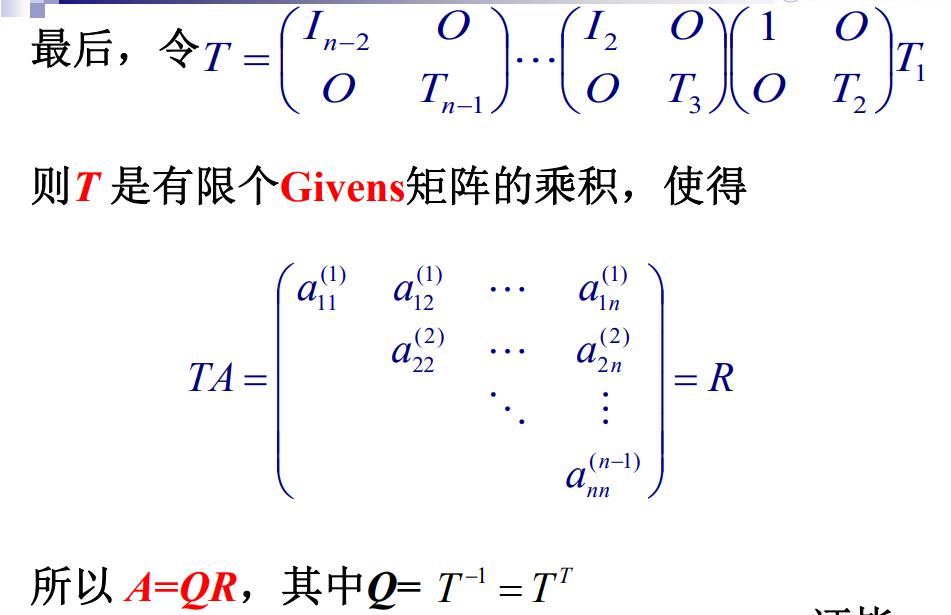 最后，令 T = \begin{pmatrix} I_{n-2} & O \\ O & T_{n-1} \end{pmatrix} \cdots \begin{pmatrix} I_2 & O \\ O & T_3 \end{pmatrix} \begin{pmatrix} 1 & O \\ O & T_2 \end{pmatrix} T_1
则T 是有限个Givens矩阵的乘积，使得
TA = \begin{pmatrix} a_{11}^{(1)} & a_{12}^{(1)} & \cdots & a_{1n}^{(1)} \\ & a_{22}^{(2)} & \cdots & a_{2n}^{(2)} \\ & & \ddots & \vdots \\ & & & a_{nn}^{(n-1)} \end{pmatrix} = R
所以 A=QR，其中Q= T^{-1} = T^T